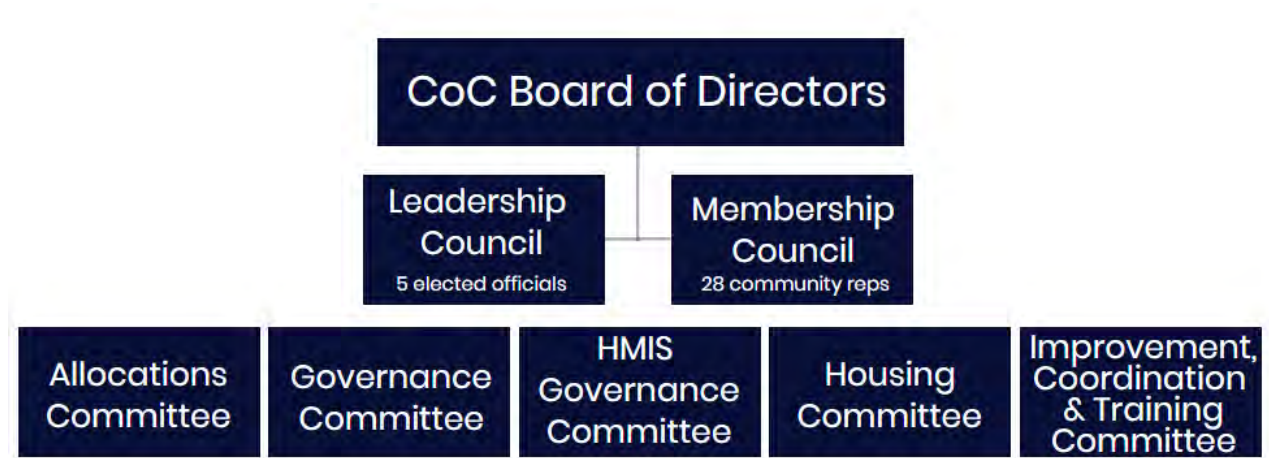 CoC Board of Directors
Leadership
Council
5 elected officials
Membership
Council
28 community reps
Allocations
Committee
Governance
Committee
HMIS
Governance
Committee
Housing
Committee
Improvement,
Coordination
& Training
Committee